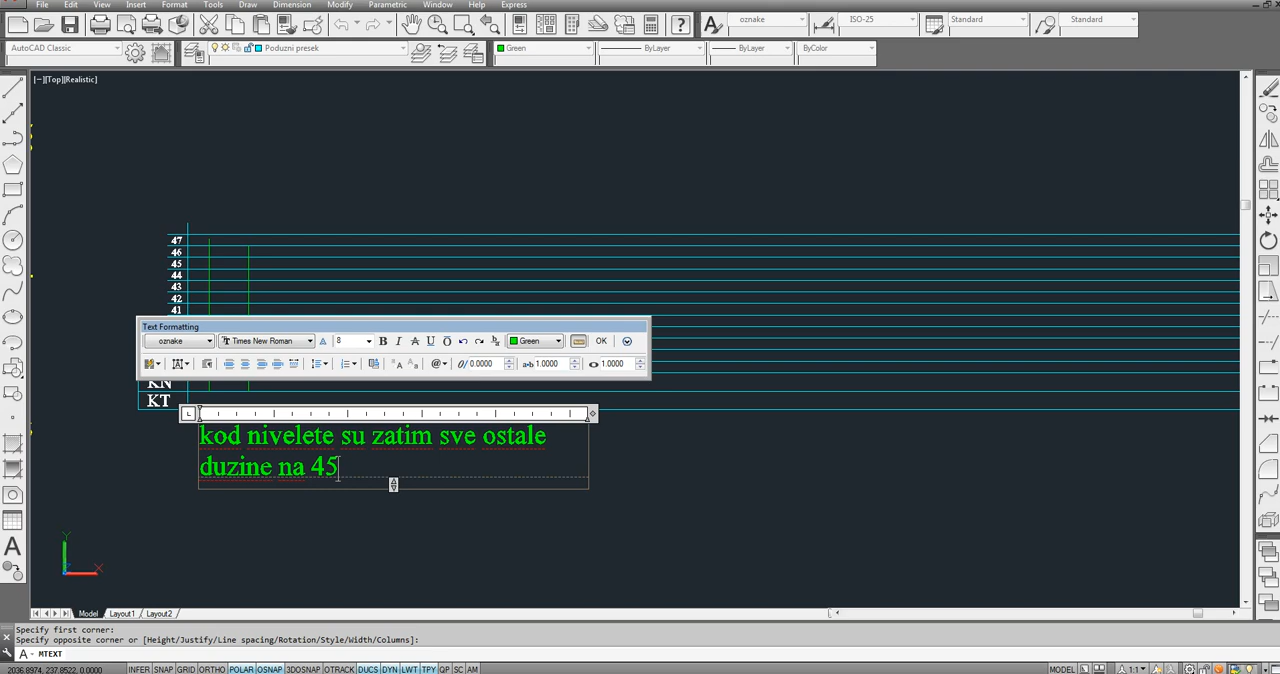 File Edit View Insert Format Tools Draw Dimension Modify Parametric Window Help Express
oznake ISO-25 Standard Standard
AutoCAD Classic Poduzni presek Green ByLayer ByLayer ByColor
[−][Top][Realistic]
47
46
45
44
43
42
41
Text Formatting
oznake Times New Roman 8 B I A U O Green OK
@ 0/ 0.0000 a•b 1.0000 1.0000
KN
KT
kod nivelete su zatim sve ostale
duzine na 45
Y
X
A
Model Layout1 Layout2
Specify first corner:
Specify opposite corner or [Height/Justify/Line spacing/Rotation/Style/Width/Columns]:
A - MTEXT
2036.8974, 237.8522, 0.0000 INFER SNAP GRID ORTHO POLAR OSNAP 3DOSNAP OTRACK DUCS DYN LWT TPY QP SC AM MODEL 1:1